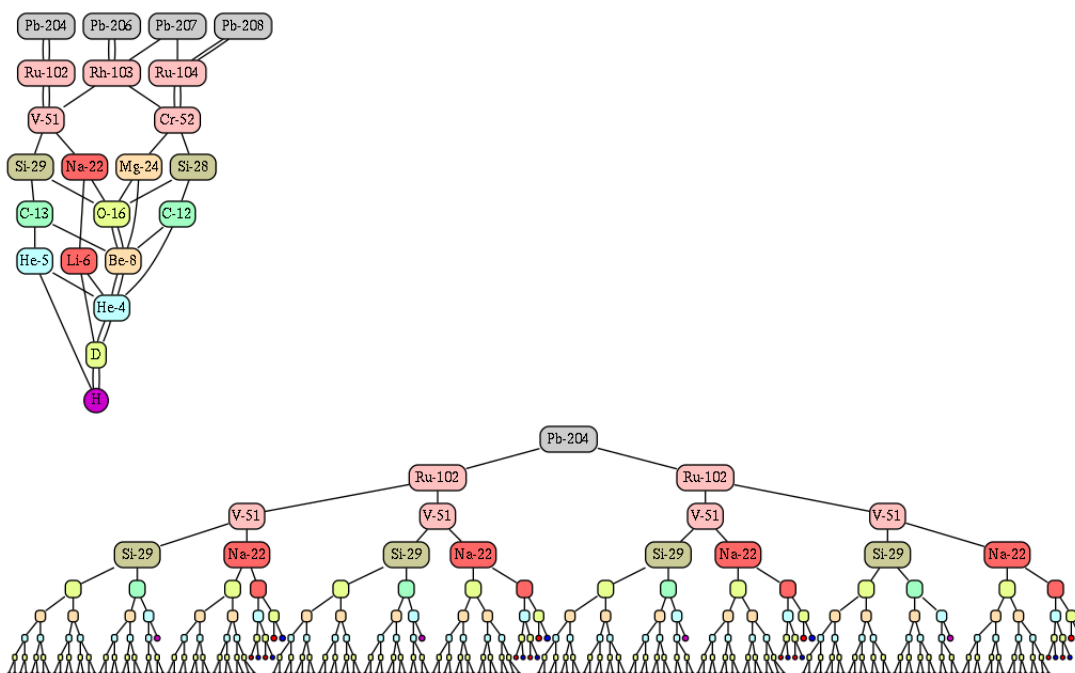 Pb-204 Pb-206 Pb-207 Pb-208
Ru-102 Rh-103 Ru-104
V-51 Cr-52
Si-29 Na-22 Mg-24 Si-28
C-13 O-16 C-12
He-5 Li-6 Be-8
He-4
D
H
Pb-204
Ru-102 Ru-102
V-51 V-51 V-51 V-51
Si-29 Na-22 Si-29 Na-22 Si-29 Na-22 Si-29 Na-22